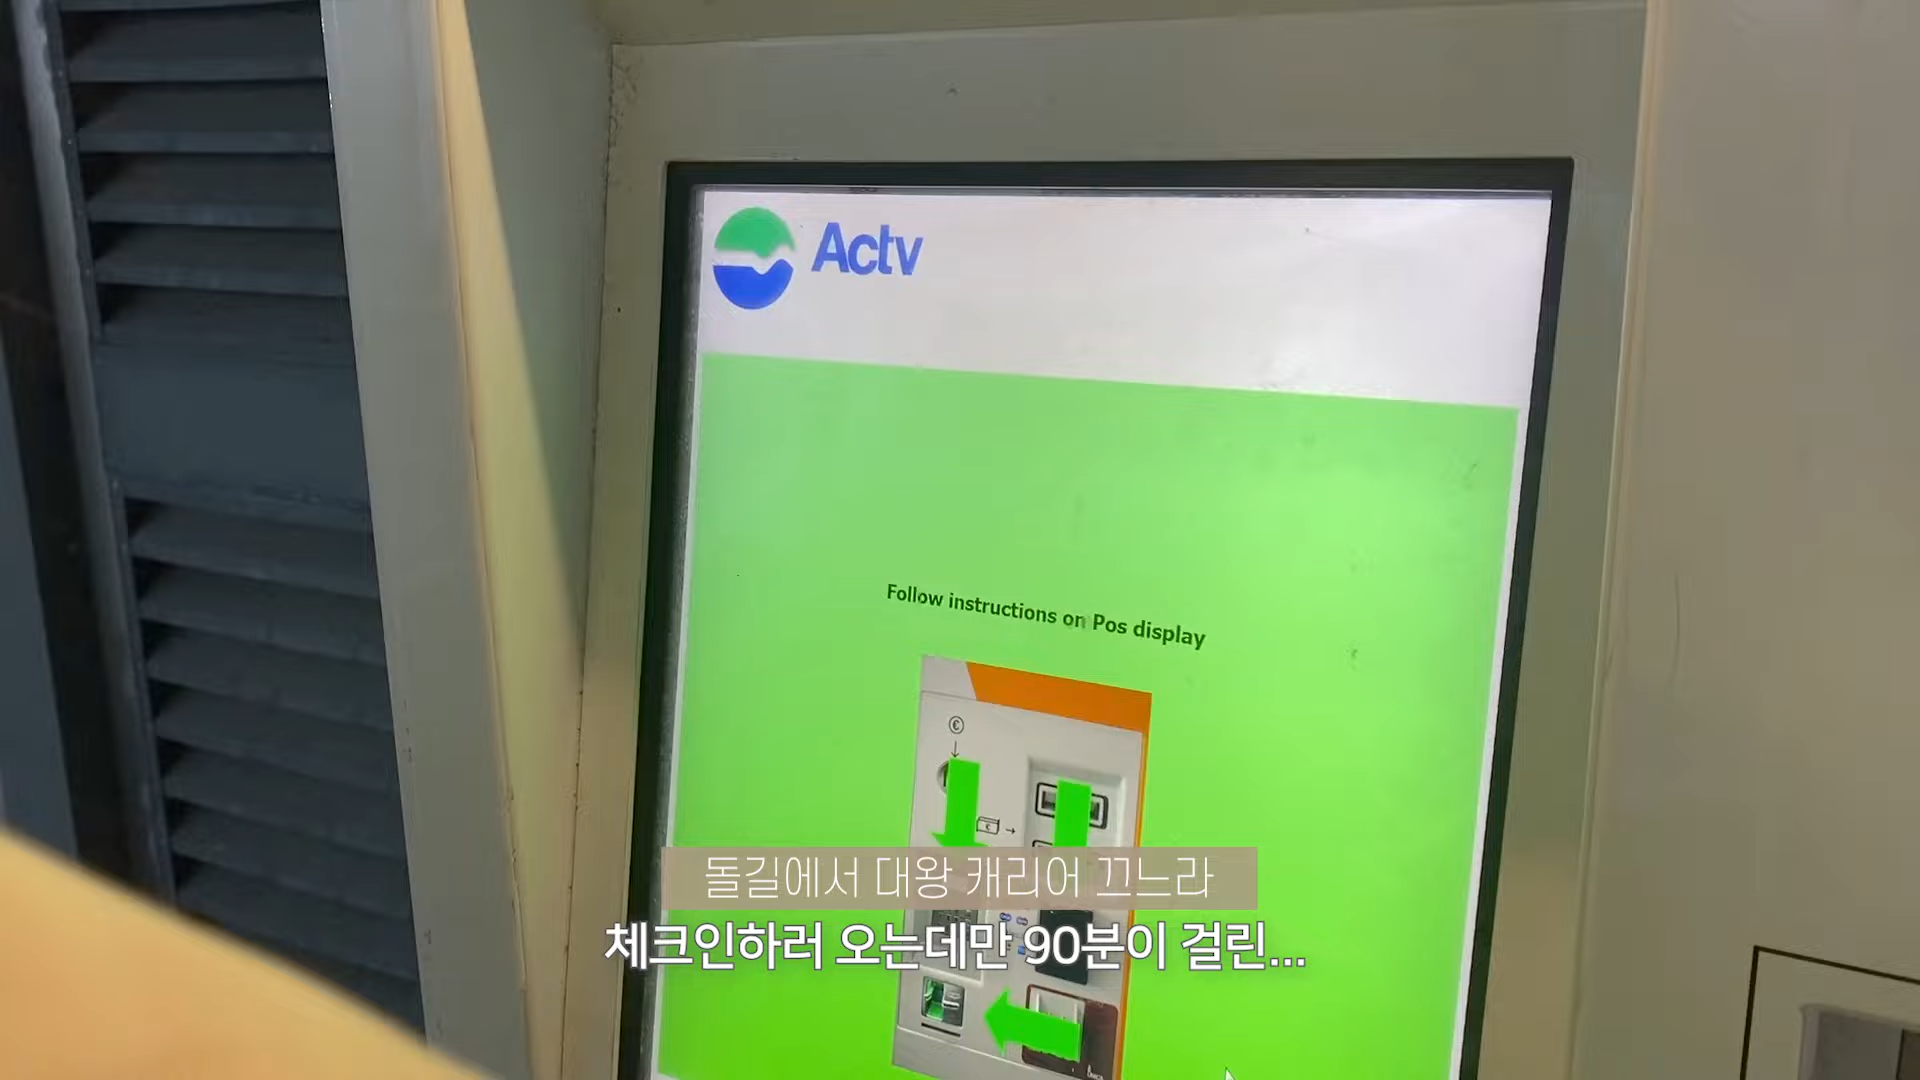 Actv
Follow instructions on Pos display
돌길에서 대왕 캐리어 끄느라
체크인하러 오는데만 90분이 걸린...